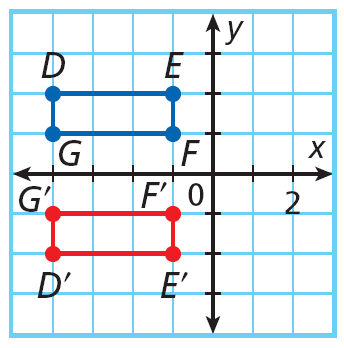 y
D E
G F x
G′ F′ 0 2
D′ E′